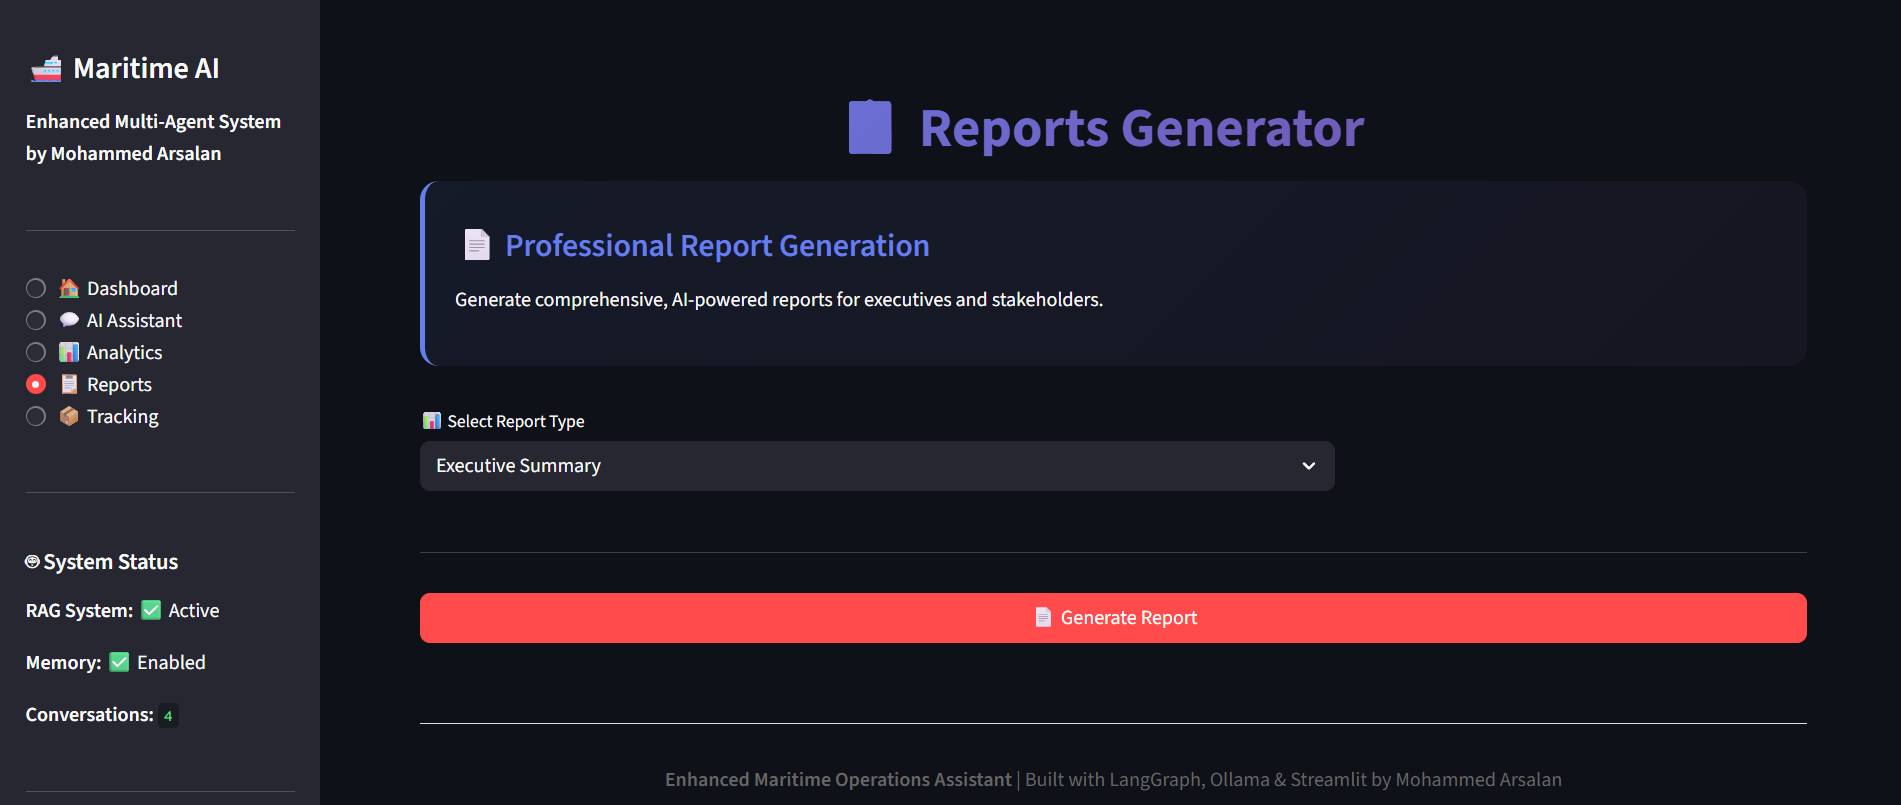 Maritime AI
Enhanced Multi-Agent System
by Mohammed Arsalan
Dashboard
AI Assistant
Analytics
Reports
Tracking
System Status
RAG System: Active
Memory: Enabled
Conversations: 4
Reports Generator
Professional Report Generation
Generate comprehensive, AI-powered reports for executives and stakeholders.
Select Report Type
Executive Summary
Generate Report
Enhanced Maritime Operations Assistant | Built with LangGraph, Ollama & Streamlit by Mohammed Arsalan